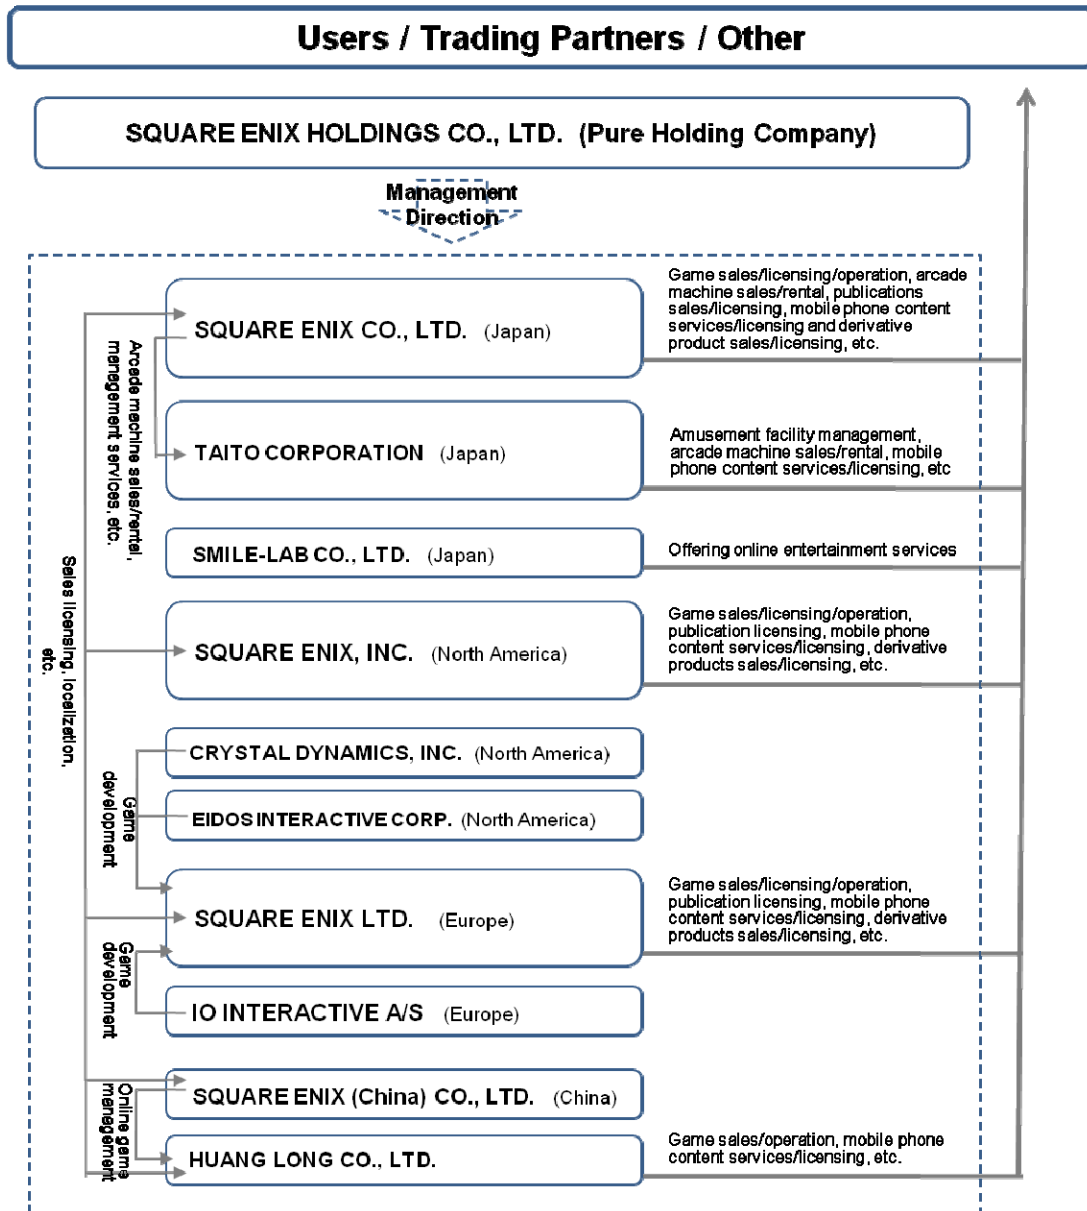 Users / Trading Partners / Other
SQUARE ENIX HOLDINGS CO., LTD. (Pure Holding Company)
Management
Direction
Game sales/licensing/operation, arcade
machine sales/rental, publications
sales/licensing, mobile phone content
services/licensing and derivative
product sales/licensing, etc.
SQUARE ENIX CO., LTD. (Japan)
Arcade machine sales/rental,
management services, etc.
TAITO CORPORATION (Japan)
Amusement facility management,
arcade machine sales/rental, mobile
phone content services/licensing, etc
SMILE-LAB CO., LTD. (Japan)
Offering online entertainment services
Sales licensing, localization,
etc.
SQUARE ENIX, INC. (North America)
Game sales/licensing/operation,
publication licensing, mobile phone
content services/licensing, derivative
products sales/licensing, etc.
CRYSTAL DYNAMICS, INC. (North America)
Game
development
EIDOS INTERACTIVE CORP. (North America)
SQUARE ENIX LTD. (Europe)
Game sales/licensing/operation,
publication licensing, mobile phone
content services/licensing, derivative
products sales/licensing, etc.
Game
development
IO INTERACTIVE A/S (Europe)
SQUARE ENIX (China) CO., LTD. (China)
Online game
management
HUANG LONG CO., LTD.
Game sales/operation, mobile phone
content services/licensing, etc.